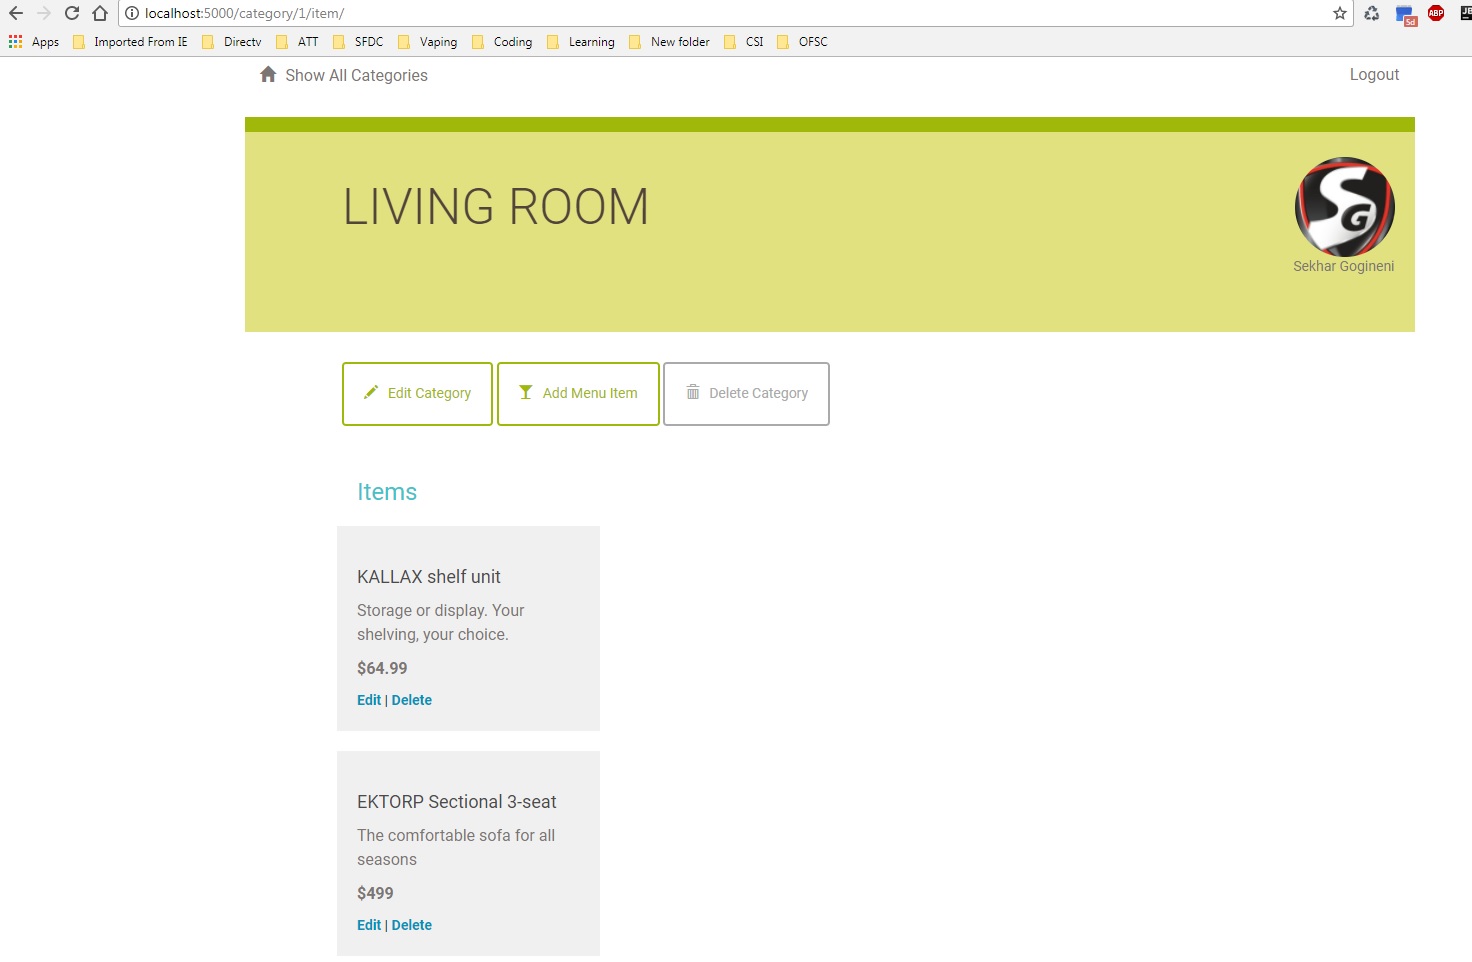 localhost:5000/category/1/item/
5d
ABP
Apps Imported From IE Directv ATT SFDC Vaping Coding Learning New folder CSI OFSC
Show All Categories Logout
LIVING ROOM
SG
Sekhar Gogineni
Edit Category Add Menu Item Delete Category
Items
KALLAX shelf unit
Storage or display. Your
shelving, your choice.
$64.99
Edit | Delete
EKTORP Sectional 3-seat
The comfortable sofa for all
seasons
$499
Edit | Delete